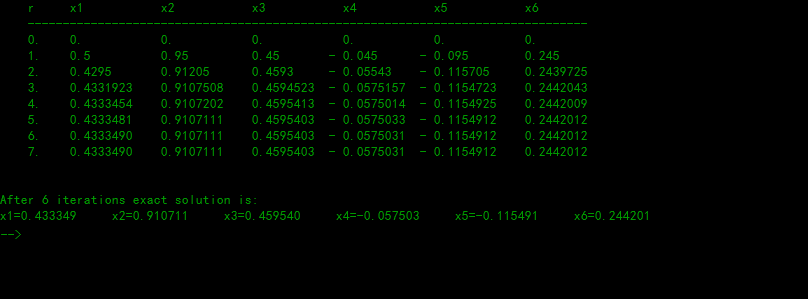 r x1 x2 x3 x4 x5 x6
--------------------------------------------------------------------------------
0. 0. 0. 0. 0. 0. 0.
1. 0.5 0.95 0.45 - 0.045 - 0.095 0.245
2. 0.4295 0.91205 0.4593 - 0.05543 - 0.115705 0.2439725
3. 0.4331923 0.9107508 0.4594523 - 0.0575157 - 0.1154723 0.2442043
4. 0.4333454 0.9107202 0.4595413 - 0.0575014 - 0.1154925 0.2442009
5. 0.4333481 0.9107111 0.4595403 - 0.0575033 - 0.1154912 0.2442012
6. 0.4333490 0.9107111 0.4595403 - 0.0575031 - 0.1154912 0.2442012
7. 0.4333490 0.9107111 0.4595403 - 0.0575031 - 0.1154912 0.2442012
After 6 iterations exact solution is:
x1=0.433349 x2=0.910711 x3=0.459540 x4=-0.057503 x5=-0.115491 x6=0.244201
-->